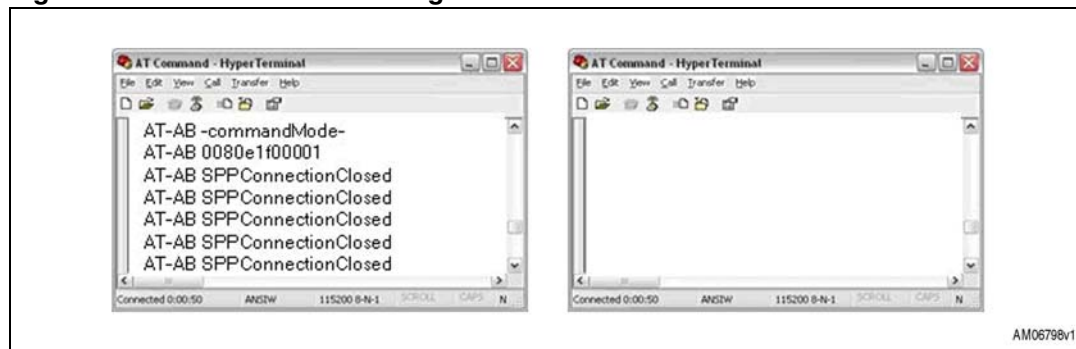 AT Command - HyperTerminal
File Edit View Call Transfer Help
AT-AB -commandMode-
AT-AB 0080e1f00001
AT-AB SPPConnectionClosed
AT-AB SPPConnectionClosed
AT-AB SPPConnectionClosed
AT-AB SPPConnectionClosed
AT-AB SPPConnectionClosed
Connected 0:00:50 ANSIW 115200 8-N-1 SCROLL CAPS N
AT Command - HyperTerminal
File Edit View Call Transfer Help
Connected 0:00:50 ANSIW 115200 8-N-1 SCROLL CAPS N
AM06798v1